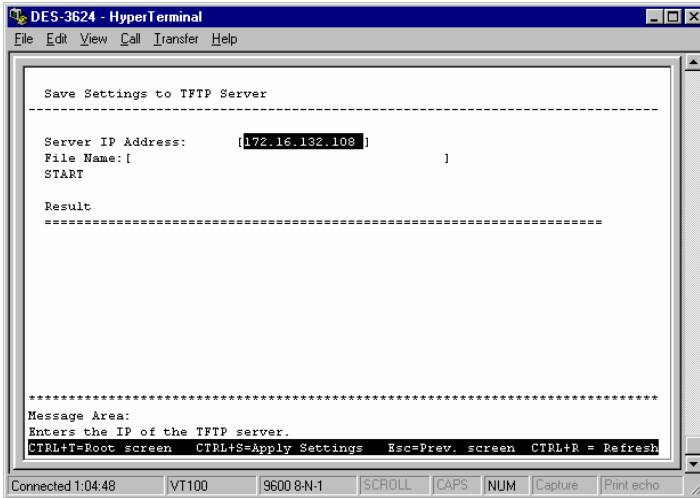 DES-3624 - HyperTerminal
File Edit View Call Transfer Help
Save Settings to TFTP Server
--------------------------------------------------------------------------------
Server IP Address: [172.16.132.108 ]
File Name:[ ]
START
Result
======================================================================
*******************************************************************************
Message Area:
Enters the IP of the TFTP server.
CTRL+T=Root screen CTRL+S=Apply Settings Esc=Prev. screen CTRL+R = Refresh
Connected 1:04:48 VT100 9600 8-N-1 SCROLL CAPS NUM Capture Print echo